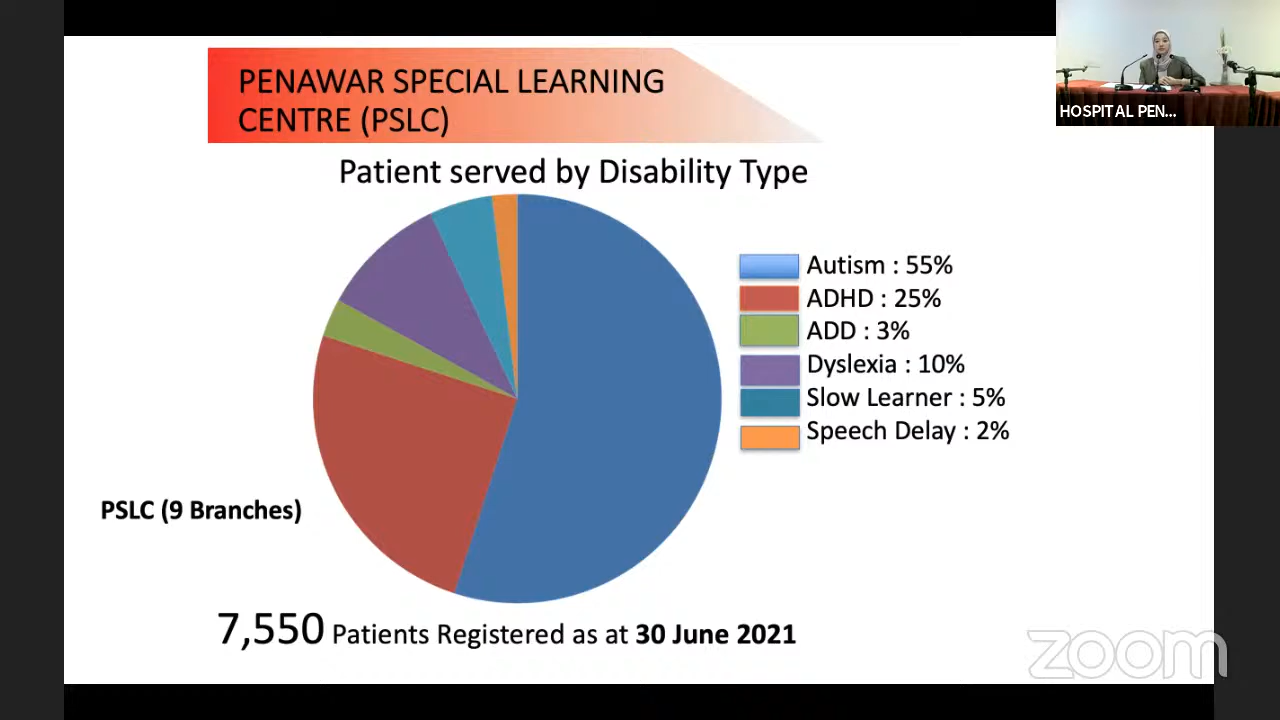 PENAWAR SPECIAL LEARNING
CENTRE (PSLC)
HOSPITAL PEN...
Patient served by Disability Type
Autism : 55%
ADHD : 25%
ADD : 3%
Dyslexia : 10%
Slow Learner : 5%
Speech Delay : 2%
PSLC (9 Branches)
7,550 Patients Registered as at 30 June 2021
zoom